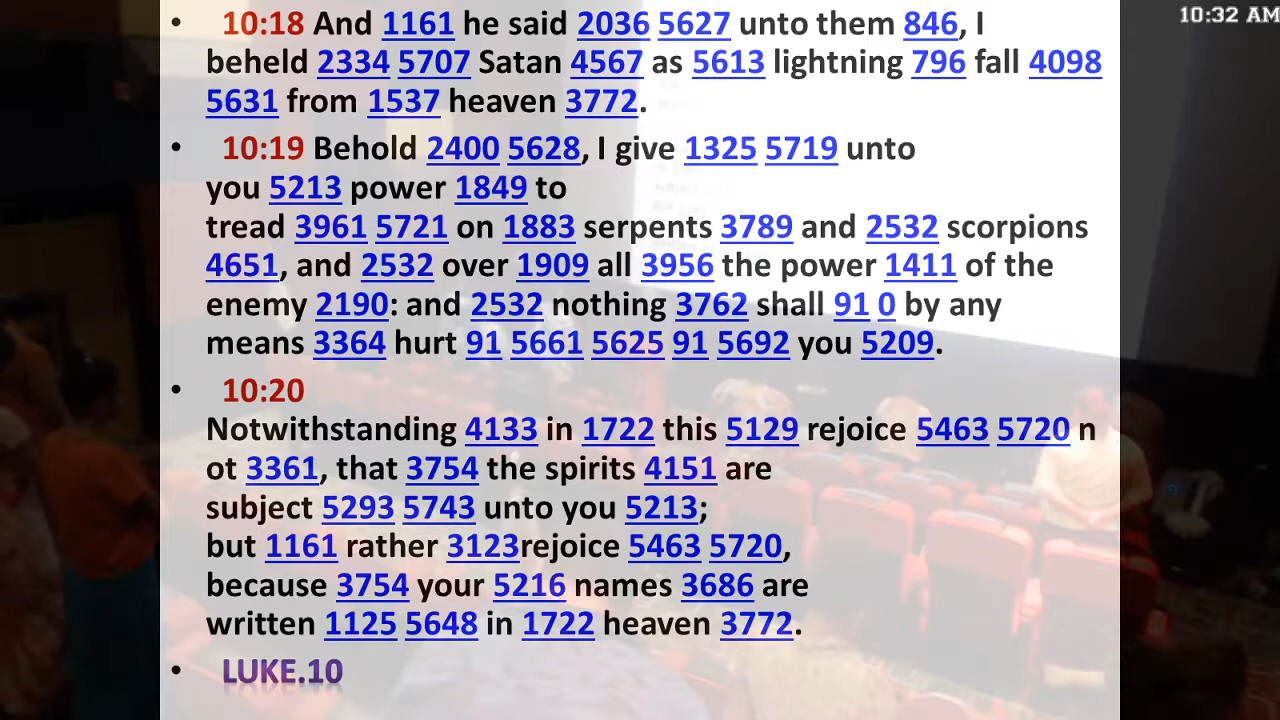 10:32 AM
• 10:18 And 1161 he said 2036 5627 unto them 846, I
beheld 2334 5707 Satan 4567 as 5613 lightning 796 fall 4098
5631 from 1537 heaven 3772.
• 10:19 Behold 2400 5628, I give 1325 5719 unto
you 5213 power 1849 to
tread 3961 5721 on 1883 serpents 3789 and 2532 scorpions
4651, and 2532 over 1909 all 3956 the power 1411 of the
enemy 2190: and 2532 nothing 3762 shall 91 0 by any
means 3364 hurt 91 5661 5625 91 5692 you 5209.
• 10:20
Notwithstanding 4133 in 1722 this 5129 rejoice 5463 5720 n
ot 3361, that 3754 the spirits 4151 are
subject 5293 5743 unto you 5213;
but 1161 rather 3123rejoice 5463 5720,
because 3754 your 5216 names 3686 are
written 1125 5648 in 1722 heaven 3772.
• LUKE.10